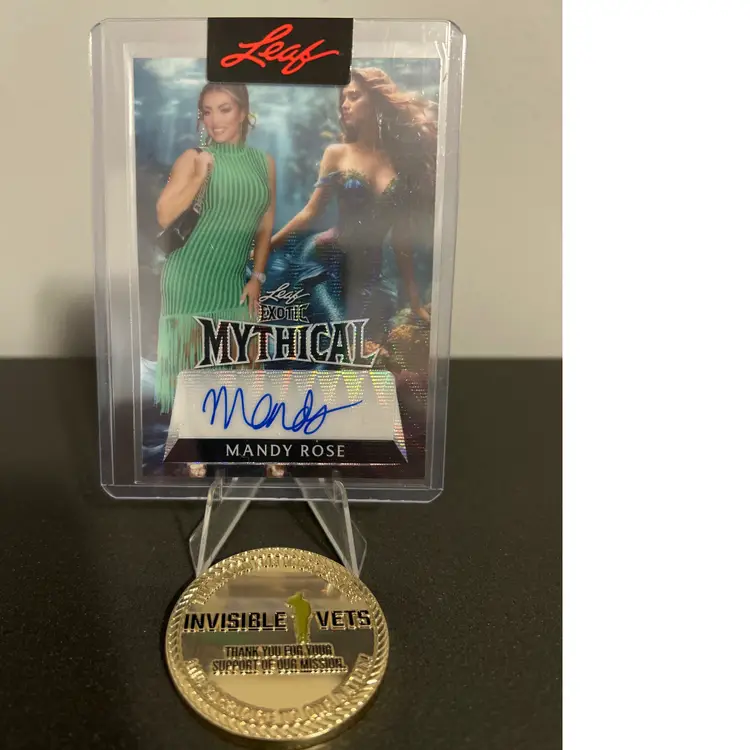 Leaf
Leaf
EXOTIC
MYTHICAL
Mandy
MANDY ROSE
INVISIBLE VETS
THANK YOU FOR YOUR
SUPPORT OF OUR MISSION